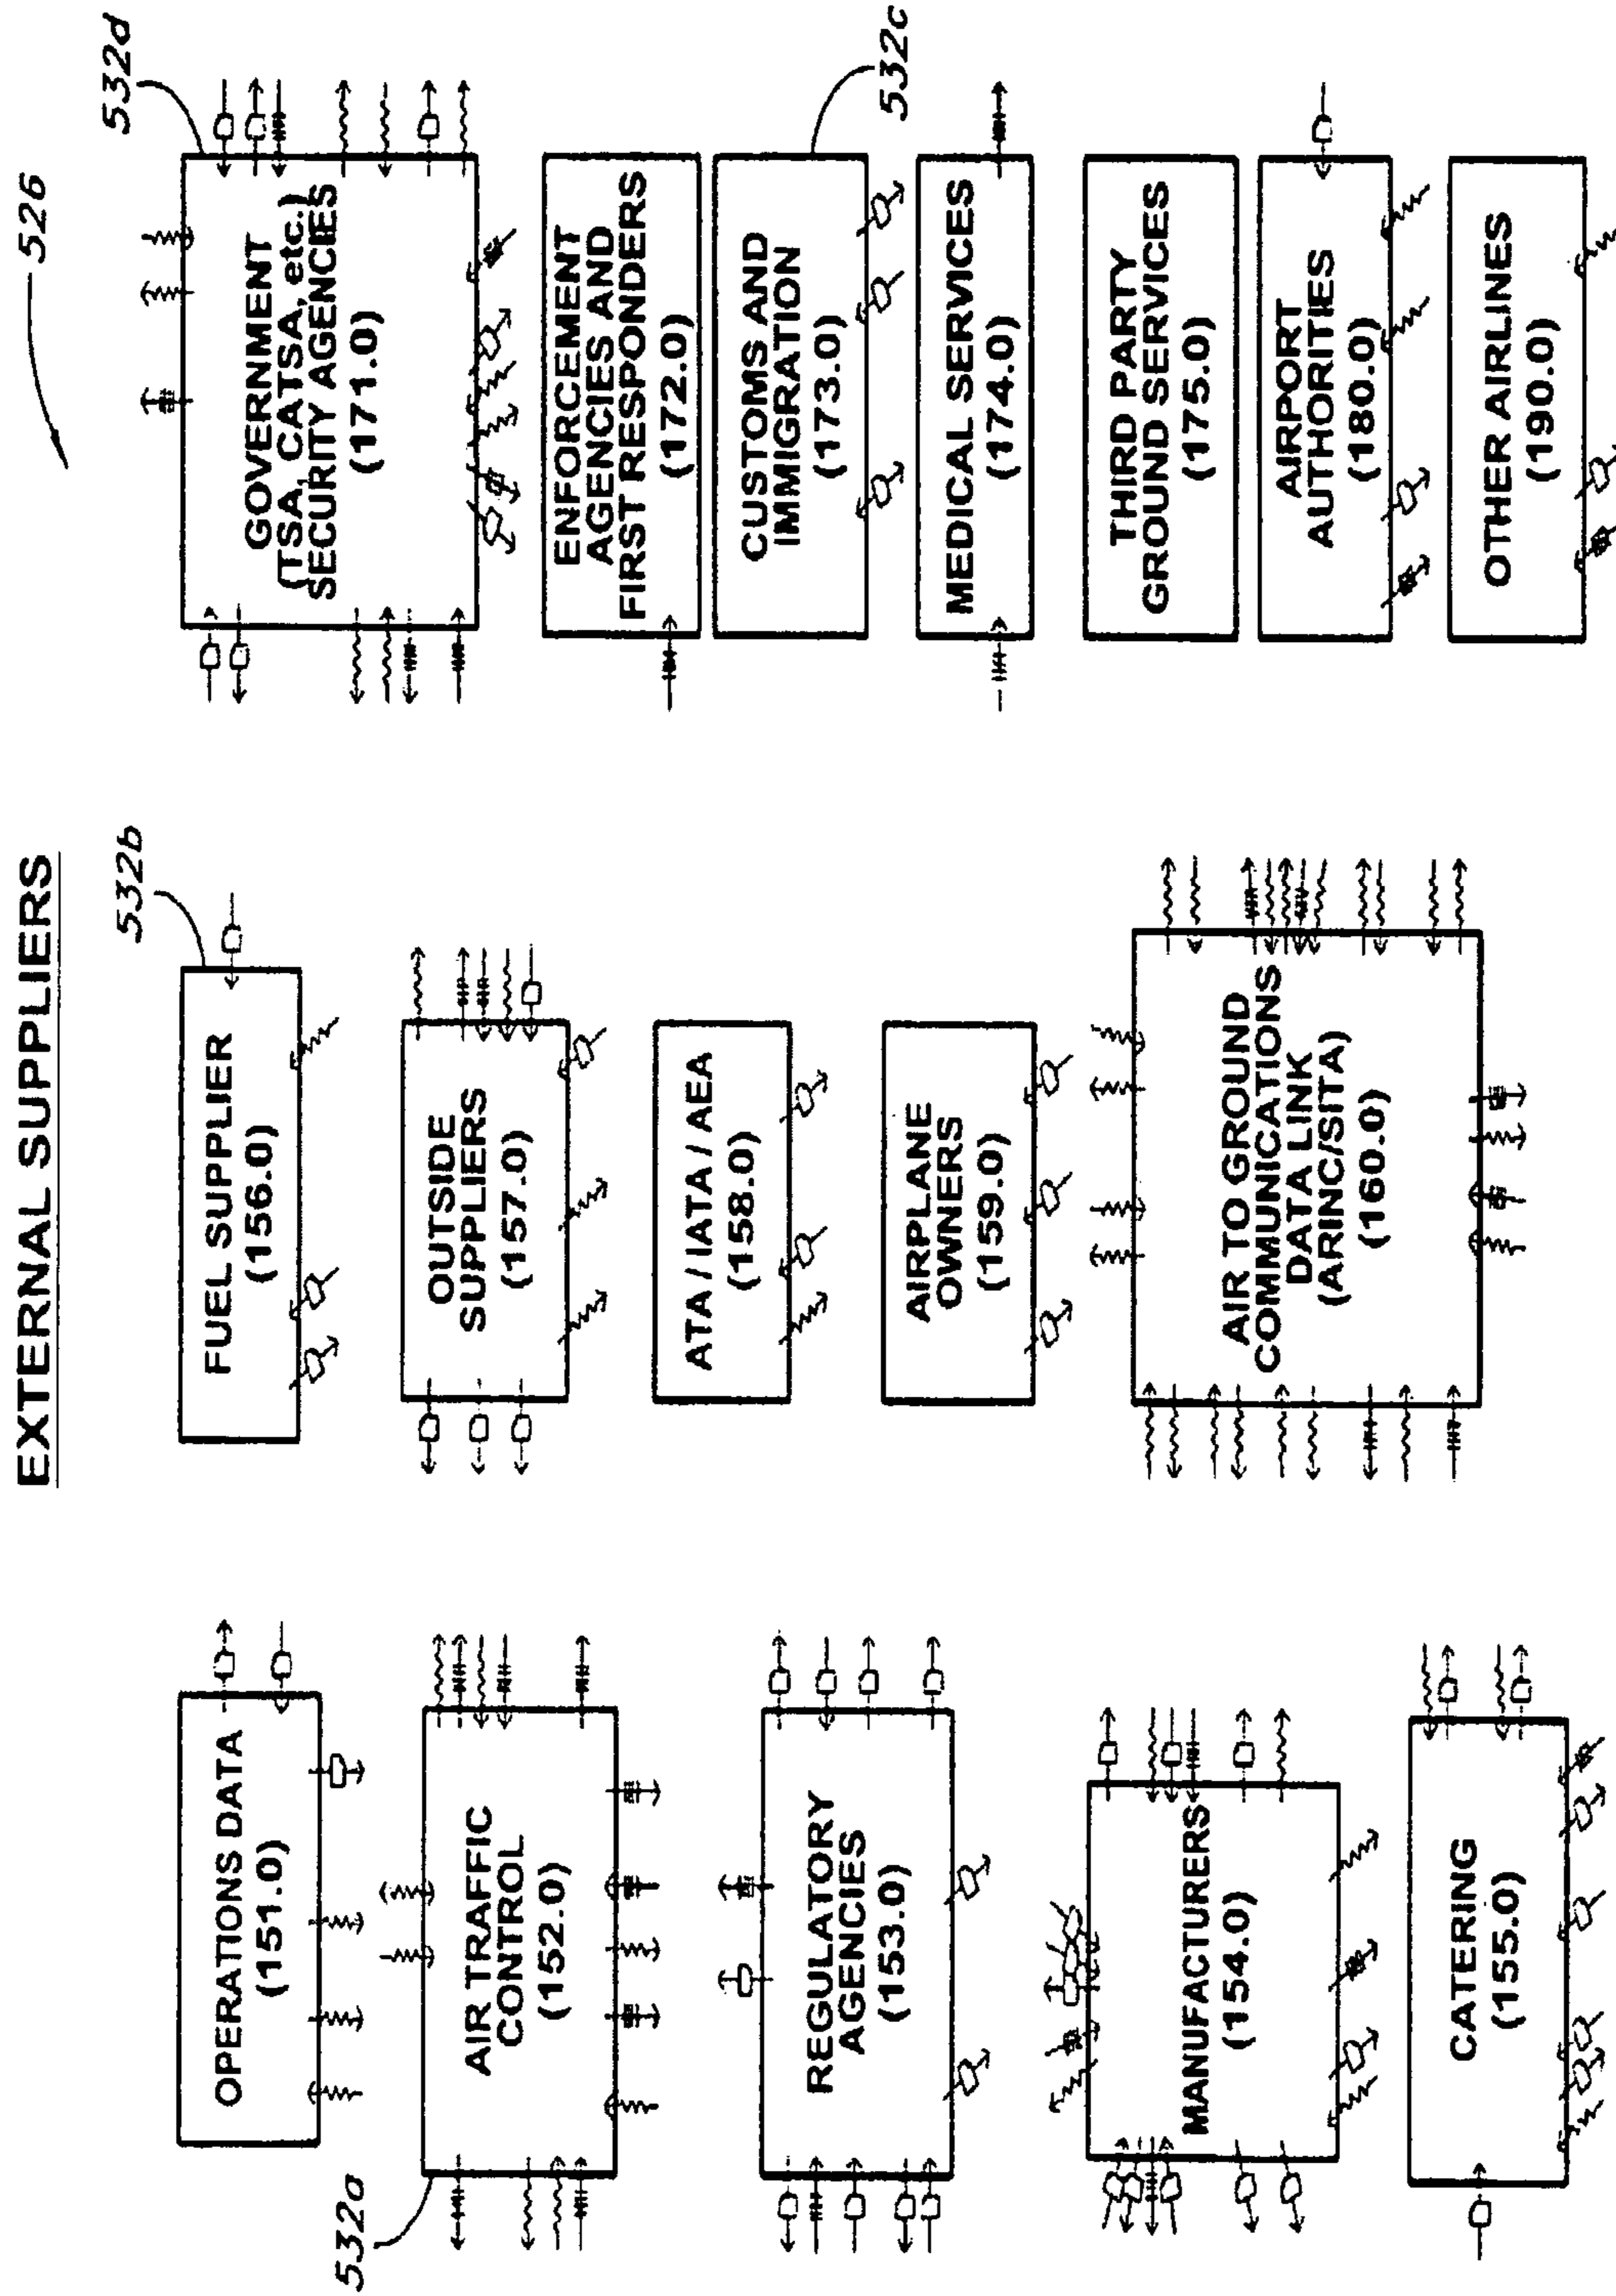 EXTERNAL SUPPLIERS
526
OPERATIONS DATA
(151.0)
532a
AIR TRAFFIC
CONTROL
(152.0)
REGULATORY
AGENCIES
(153.0)
MANUFACTURERS
(154.0)
CATERING
(155.0)
532b
FUEL SUPPLIER
(156.0)
OUTSIDE
SUPPLIERS
(157.0)
ATA / IATA / AEA
(158.0)
AIRPLANE
OWNERS
(159.0)
AIR TO GROUND
COMMUNICATIONS
DATA LINK
(ARINC/SITA)
(160.0)
532d
GOVERNMENT
(TSA, CATSA, etc.)
SECURITY AGENCIES
(171.0)
ENFORCEMENT
AGENCIES AND
FIRST RESPONDERS
(172.0)
CUSTOMS AND
IMMIGRATION
(173.0)
532c
MEDICAL SERVICES
(174.0)
THIRD PARTY
GROUND SERVICES
(175.0)
AIRPORT
AUTHORITIES
(180.0)
OTHER AIRLINES
(190.0)